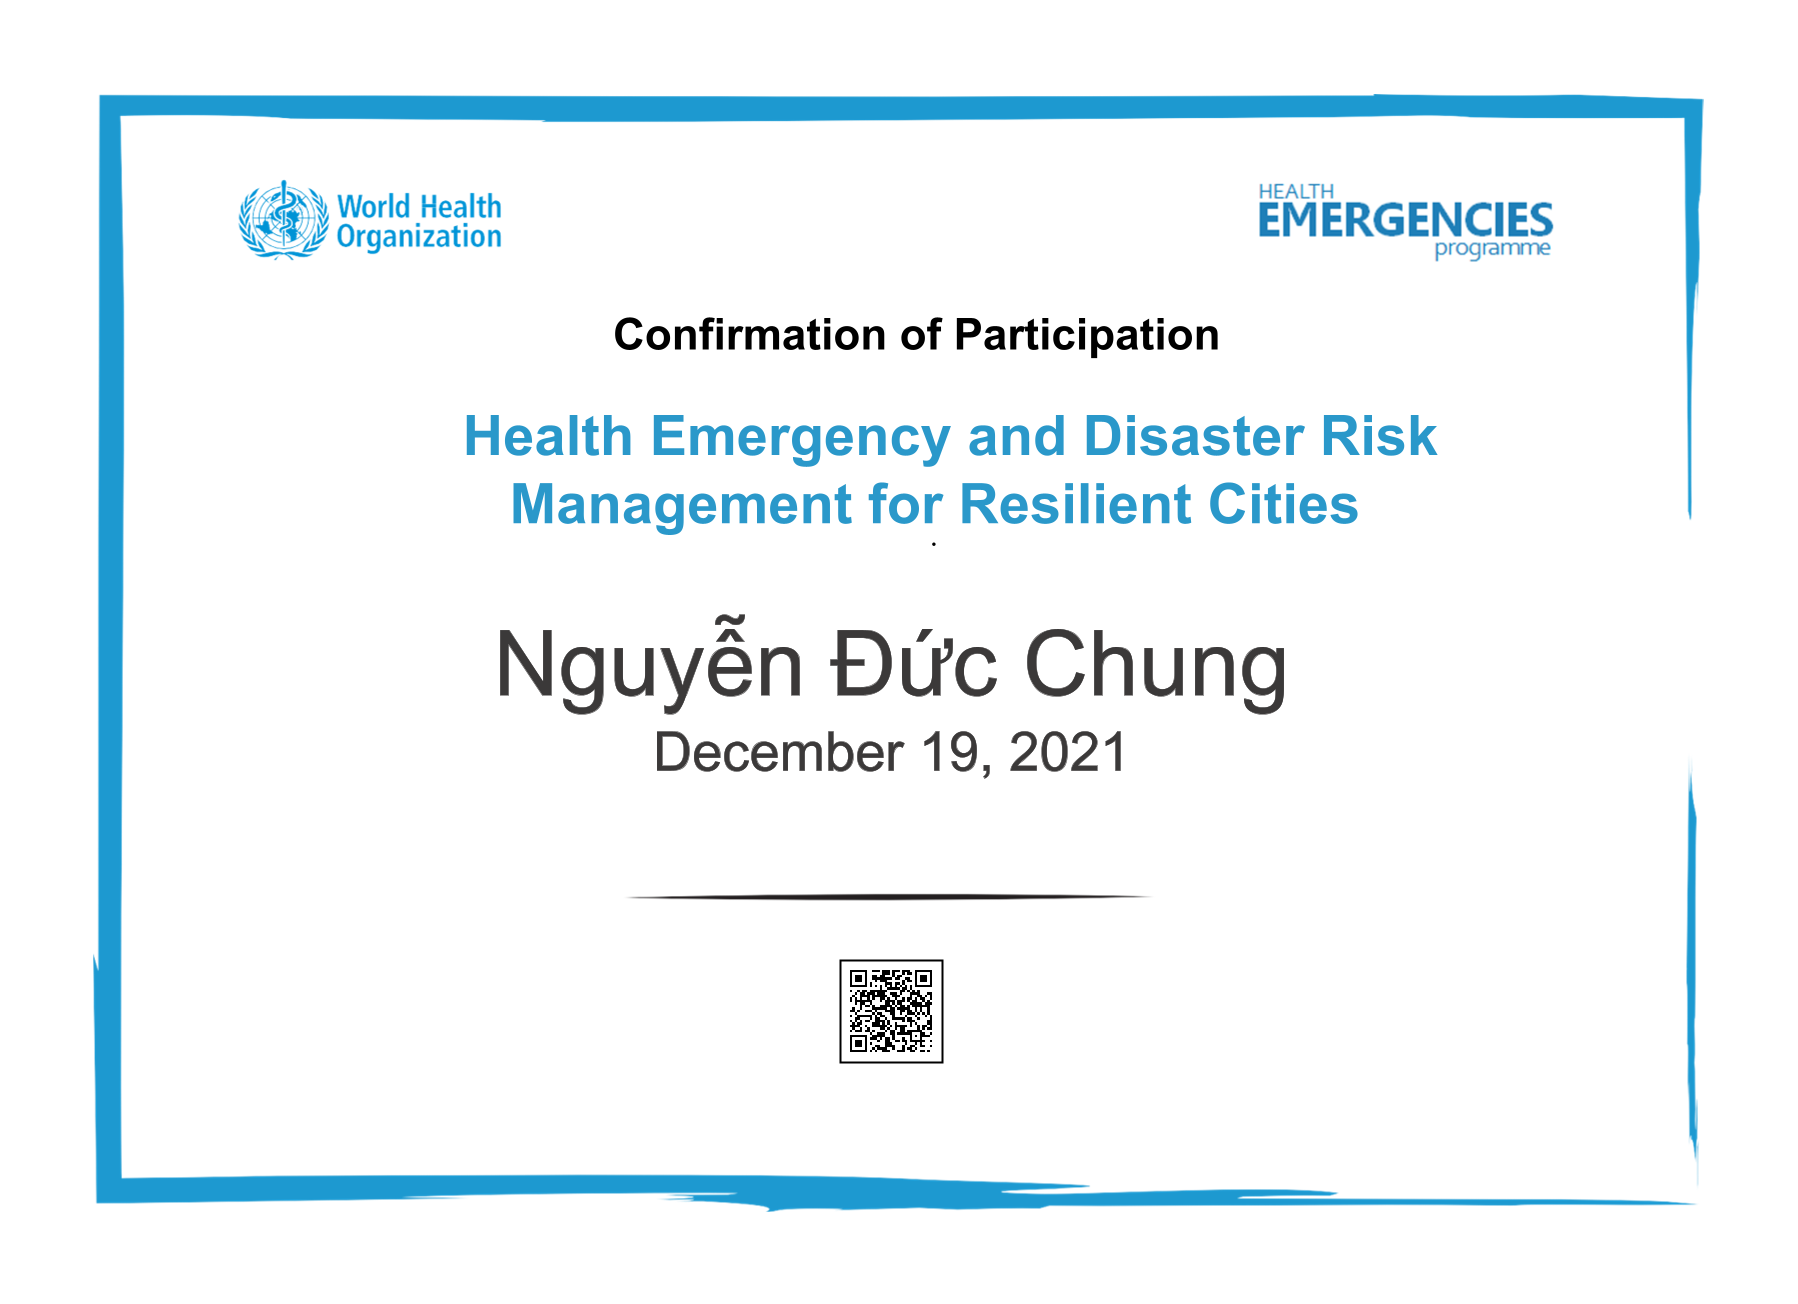 World Health
Organization
HEALTH
EMERGENCIES
programme
Confirmation of Participation
Health Emergency and Disaster Risk
Management for Resilient Cities
.
Nguyễn Đức Chung
December 19, 2021